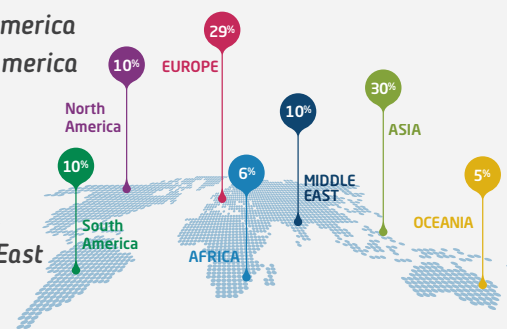 merica
merica
29%
EUROPE
10%
North
America
30%
ASIA
10%
MIDDLE
EAST
10%
South
America
6%
AFRICA
5%
OCEANIA
East